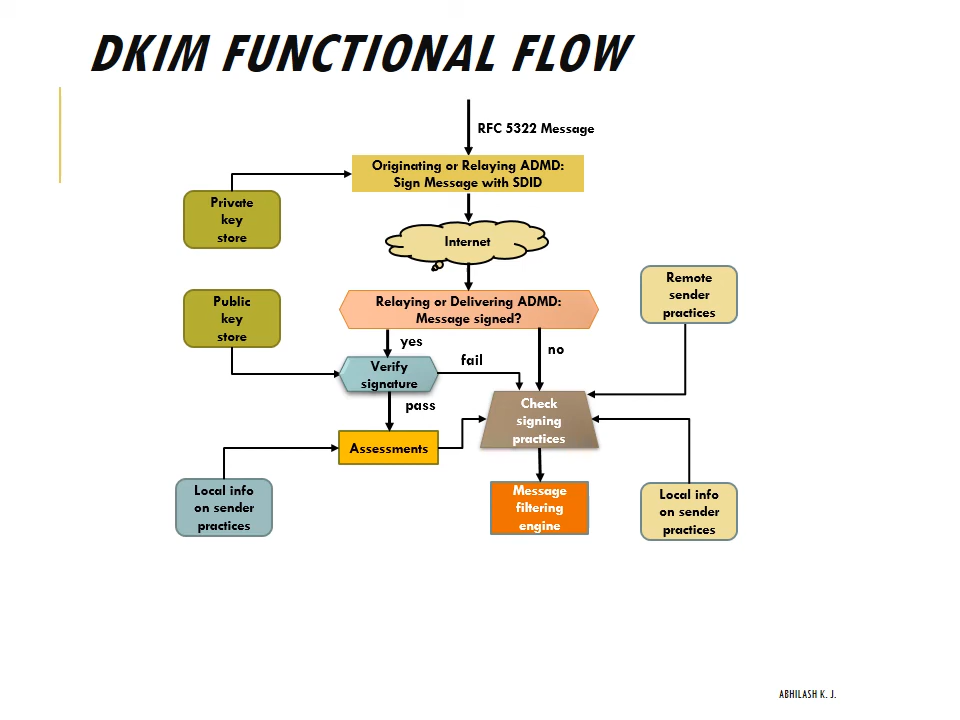 DKIM FUNCTIONAL FLOW
RFC 5322 Message
Originating or Relaying ADMD:
Sign Message with SDID
Private
key
store
Internet
Remote
sender
practices
Relaying or Delivering ADMD:
Message signed?
Public
key
store
yes
no
fail
Verify
signature
pass
Check
signing
practices
Assessments
Local info
on sender
practices
Message
filtering
engine
Local info
on sender
practices
ABHILASH K. J.